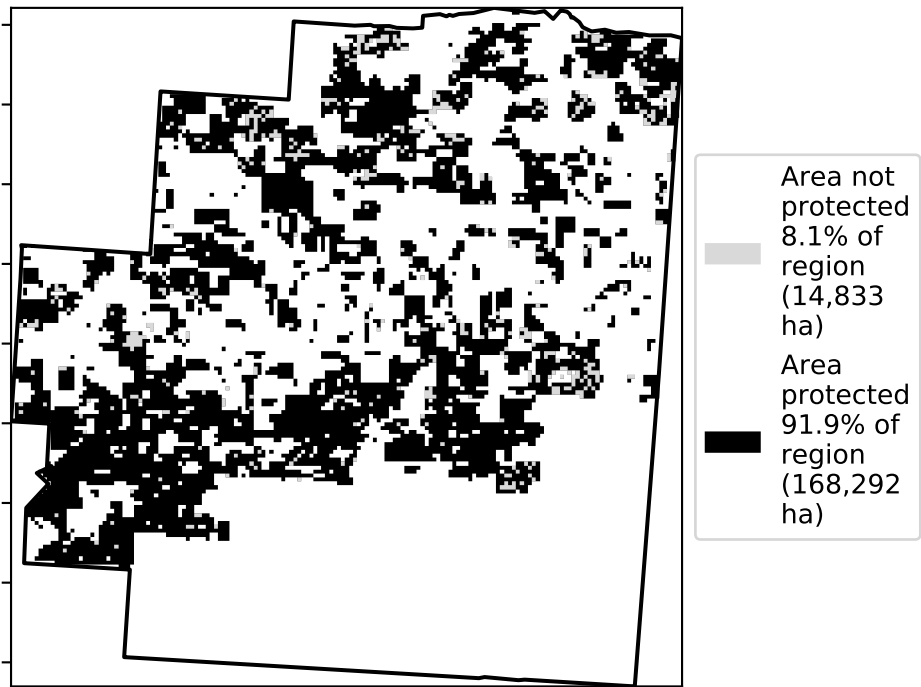 Area not
protected
8.1% of
region
(14,833
ha)
Area
protected
91.9% of
region
(168,292
ha)